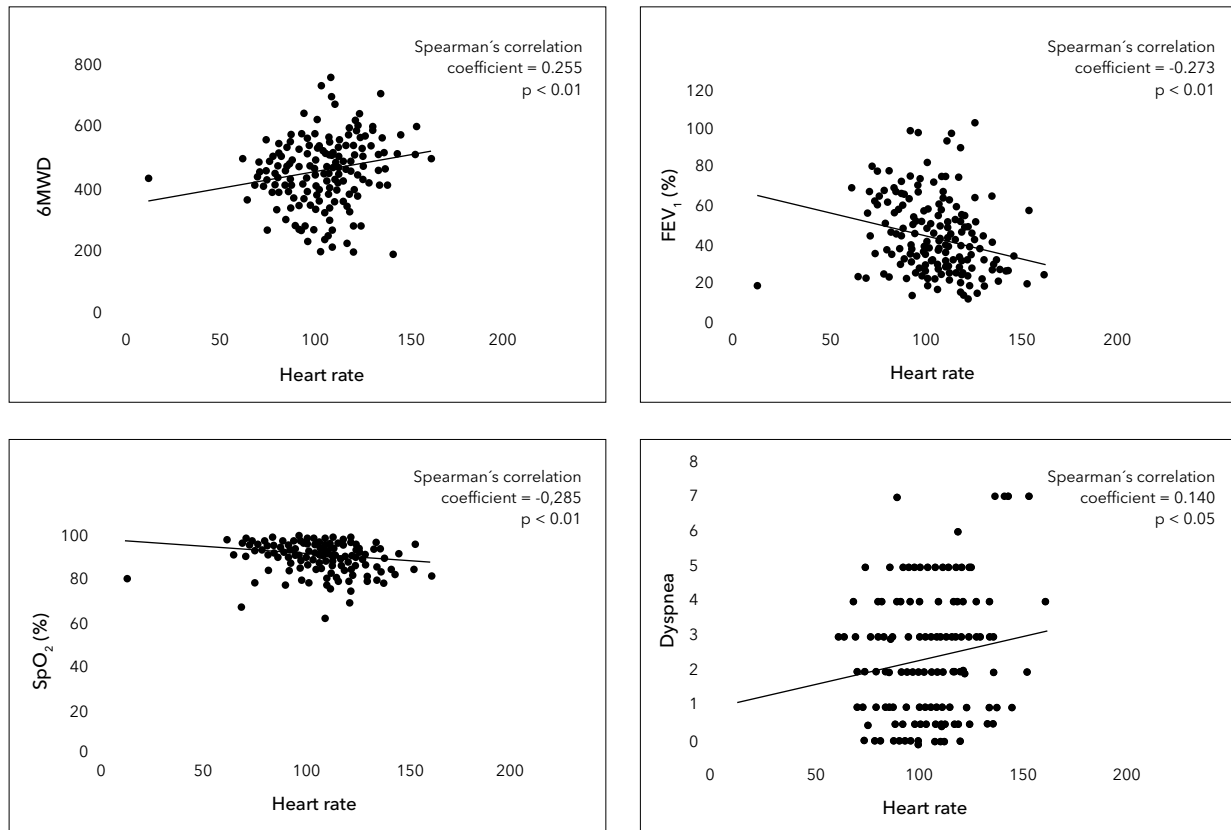 Spearman´s correlation
coefficient = 0.255
p < 0.01
800
600
400
200
0
6MWD
0 50 100 150 200
Heart rate
Spearman´s correlation
coefficient = -0.273
p < 0.01
120
100
80
60
40
20
0
FEV₁ (%)
0 50 100 150 200
Heart rate
Spearman´s correlation
coefficient = -0,285
p < 0.01
100
80
60
40
20
0
SpO₂ (%)
0 50 100 150 200
Heart rate
Spearman´s correlation
coefficient = 0.140
p < 0.05
8
7
6
5
4
3
2
1
0
Dyspnea
0 50 100 150 200
Heart rate